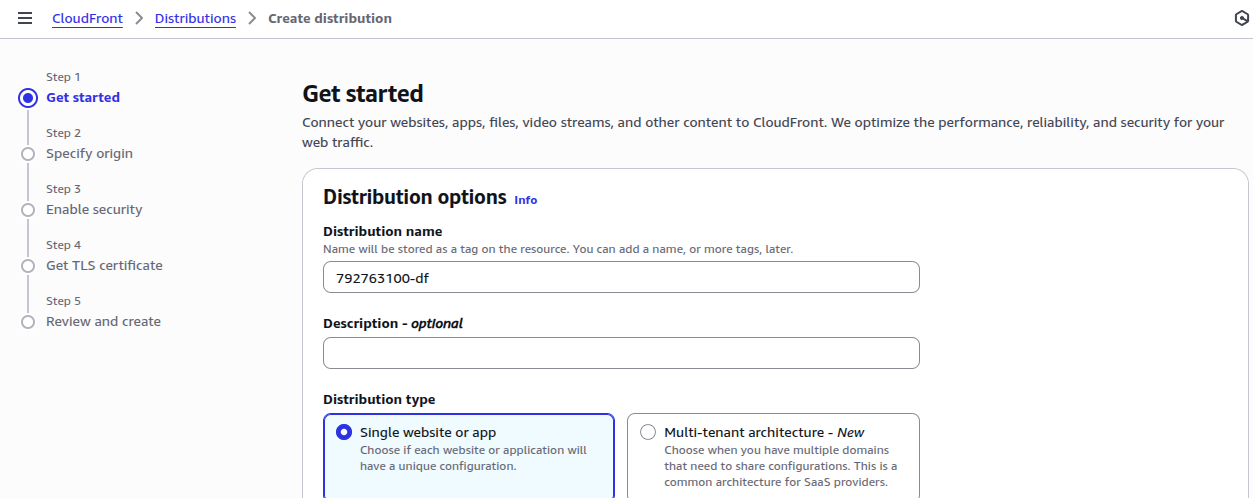 CloudFront > Distributions > Create distribution
Step 1
Get started
Step 2
Specify origin
Step 3
Enable security
Step 4
Get TLS certificate
Step 5
Review and create
Get started
Connect your websites, apps, files, video streams, and other content to CloudFront. We optimize the performance, reliability, and security for your
web traffic.
Distribution options Info
Distribution name
Name will be stored as a tag on the resource. You can add a name, or more tags, later.
792763100-df
Description - optional
Distribution type
Single website or app
Choose if each website or application will
have a unique configuration.
Multi-tenant architecture - New
Choose when you have multiple domains
that need to share configurations. This is a
common architecture for SaaS providers.